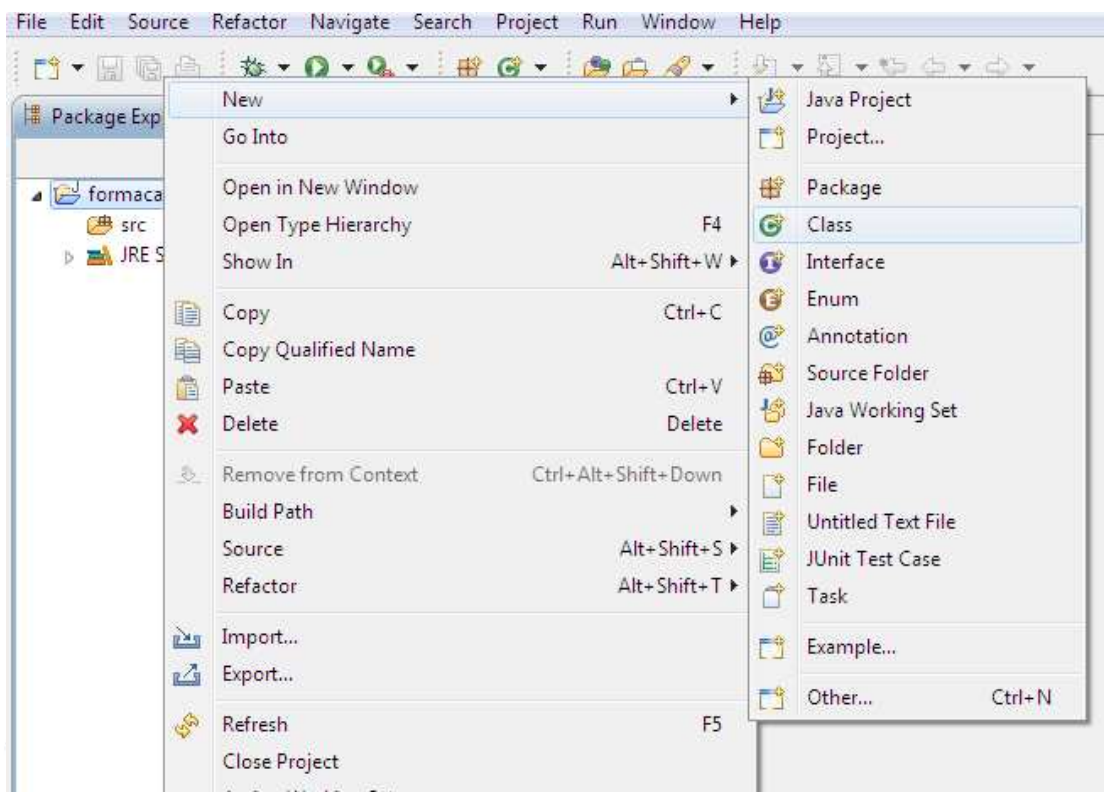 File Edit Source Refactor Navigate Search Project Run Window Help
Package Exp
formaca
src
JRE S
New
Go Into
Open in New Window
Open Type Hierarchy F4
Show In Alt+Shift+W
Copy Ctrl+C
Copy Qualified Name
Paste Ctrl+V
Delete Delete
Remove from Context Ctrl+Alt+Shift+Down
Build Path
Source Alt+Shift+S
Refactor Alt+Shift+T
Import...
Export...
Refresh F5
Close Project
Java Project
Project...
Package
Class
Interface
Enum
Annotation
Source Folder
Java Working Set
Folder
File
Untitled Text File
JUnit Test Case
Task
Example...
Other... Ctrl+N